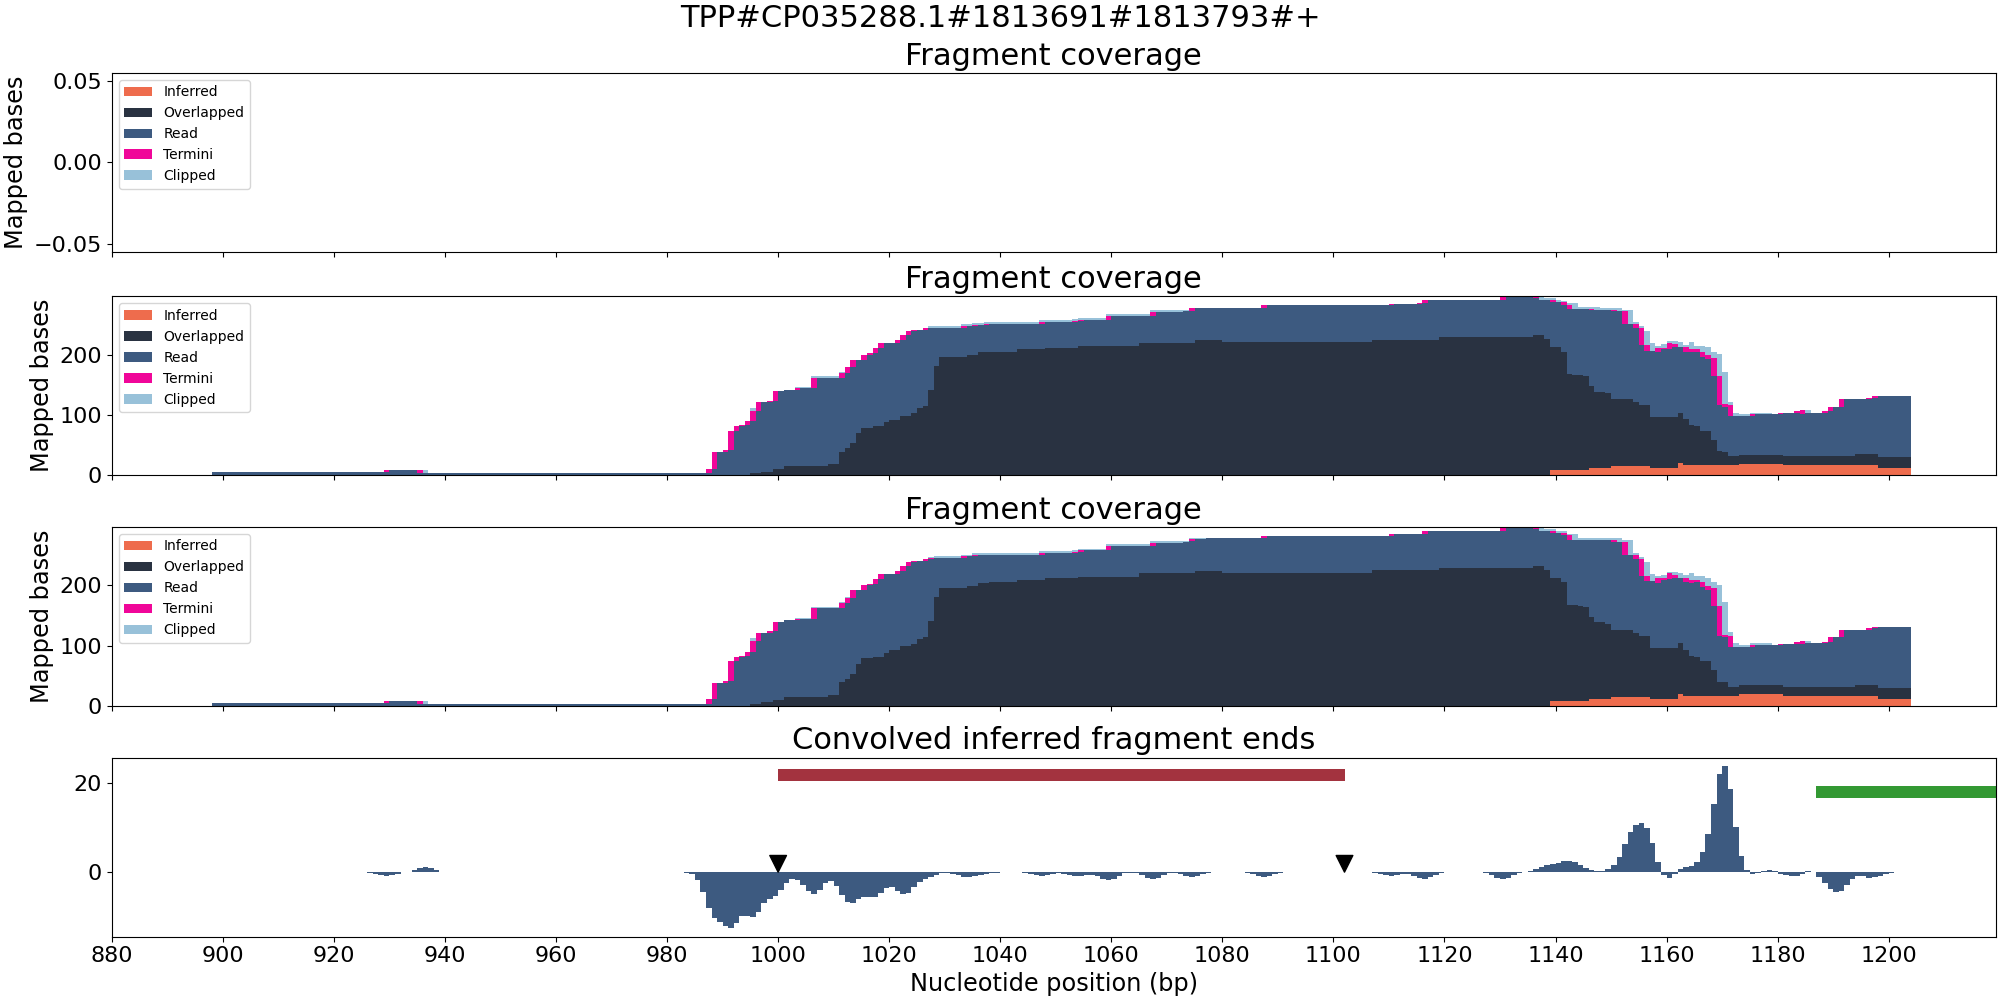 TPP#CP035288.1#1813691#1813793#+
Fragment coverage
Mapped bases
0.05
0.00
−0.05
Inferred
Overlapped
Read
Termini
Clipped
Fragment coverage
Mapped bases
200
100
0
Inferred
Overlapped
Read
Termini
Clipped
Fragment coverage
Mapped bases
200
100
0
Inferred
Overlapped
Read
Termini
Clipped
Convolved inferred fragment ends
20
0
880 900 920 940 960 980 1000 1020 1040 1060 1080 1100 1120 1140 1160 1180 1200
Nucleotide position (bp)